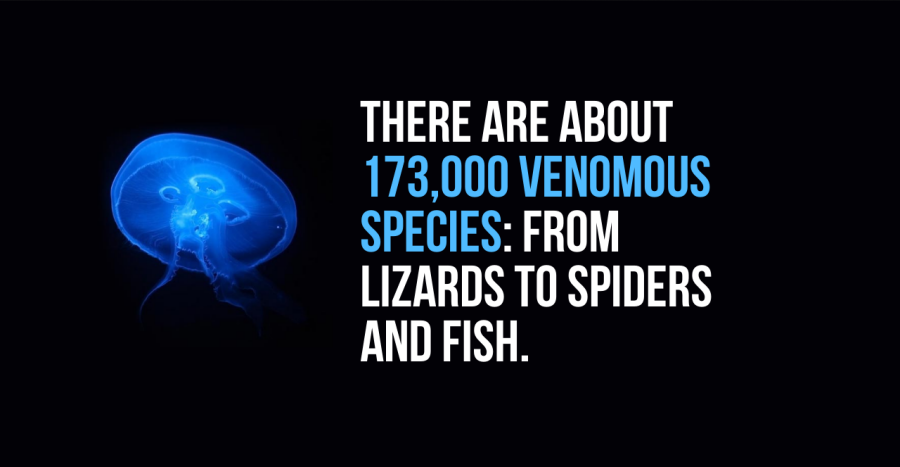 THERE ARE ABOUT
173,000 VENOMOUS
SPECIES: FROM
LIZARDS TO SPIDERS
AND FISH.